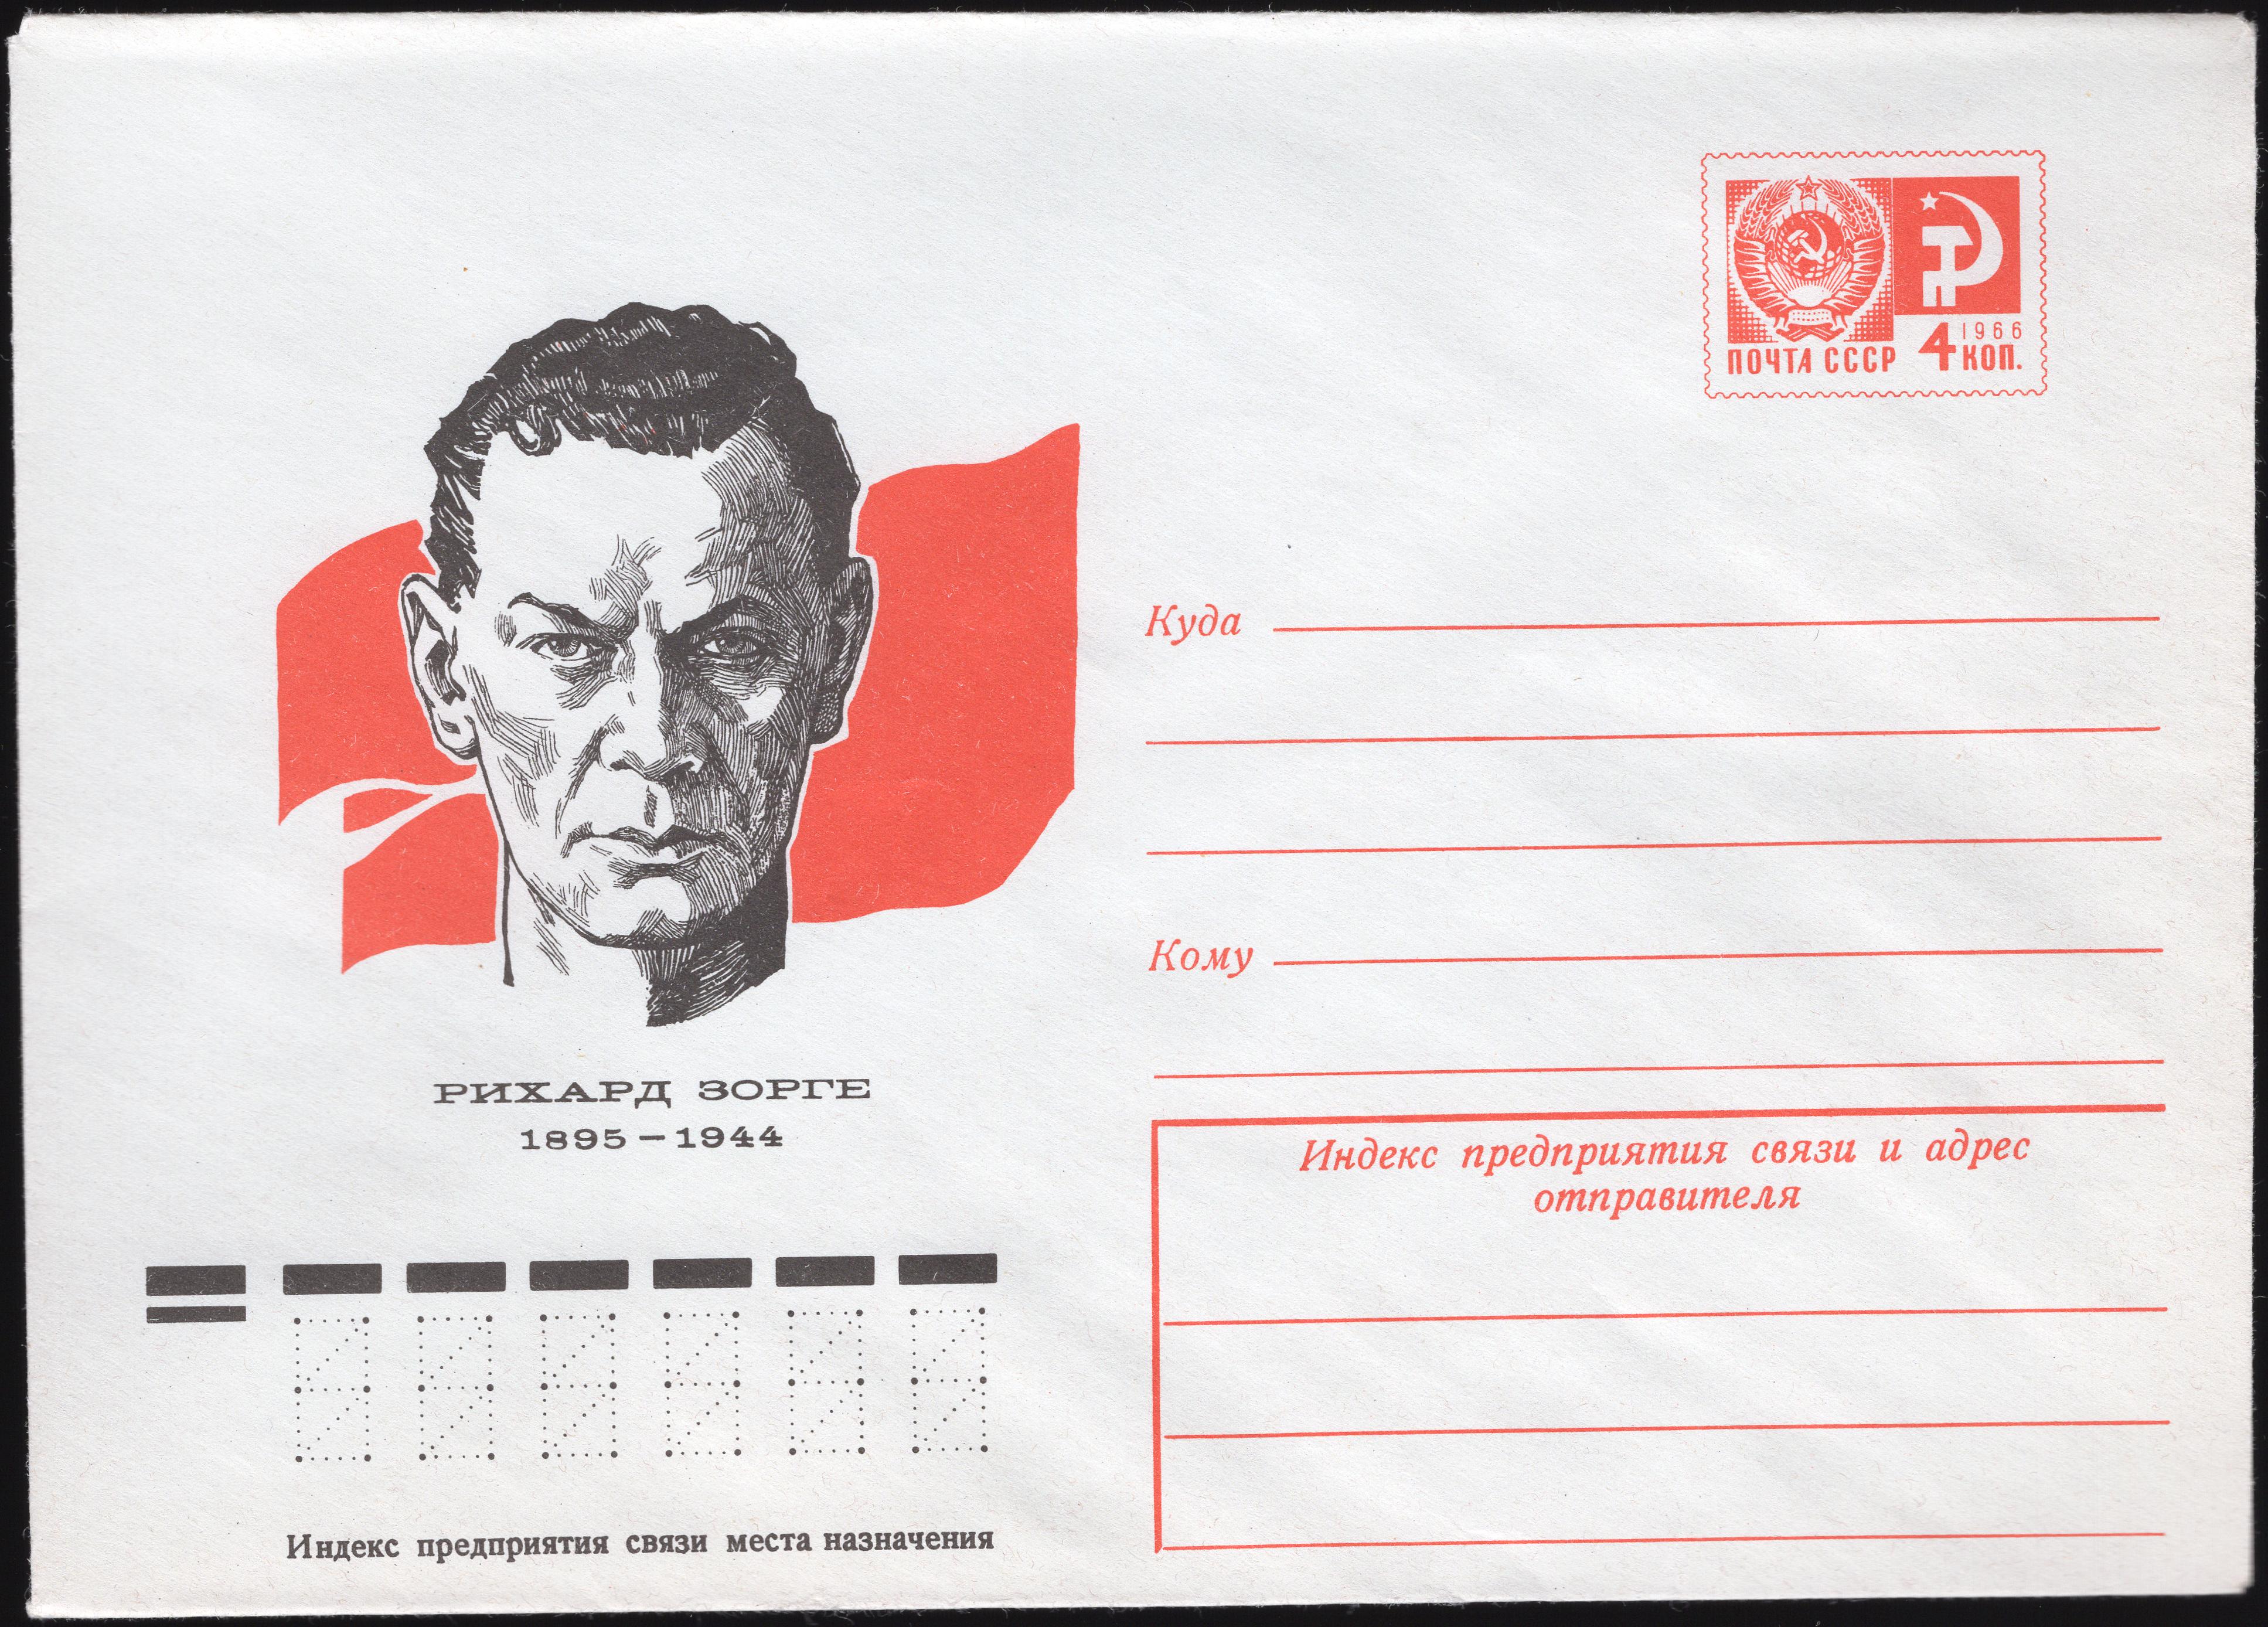 1966
ПОЧТА СССР 4 КОП.
Куда
Кому
РИХАРД ЗОРГЕ
1895 – 1944
Индекс предприятия связи и адрес
отправителя
Индекс предприятия связи места назначения